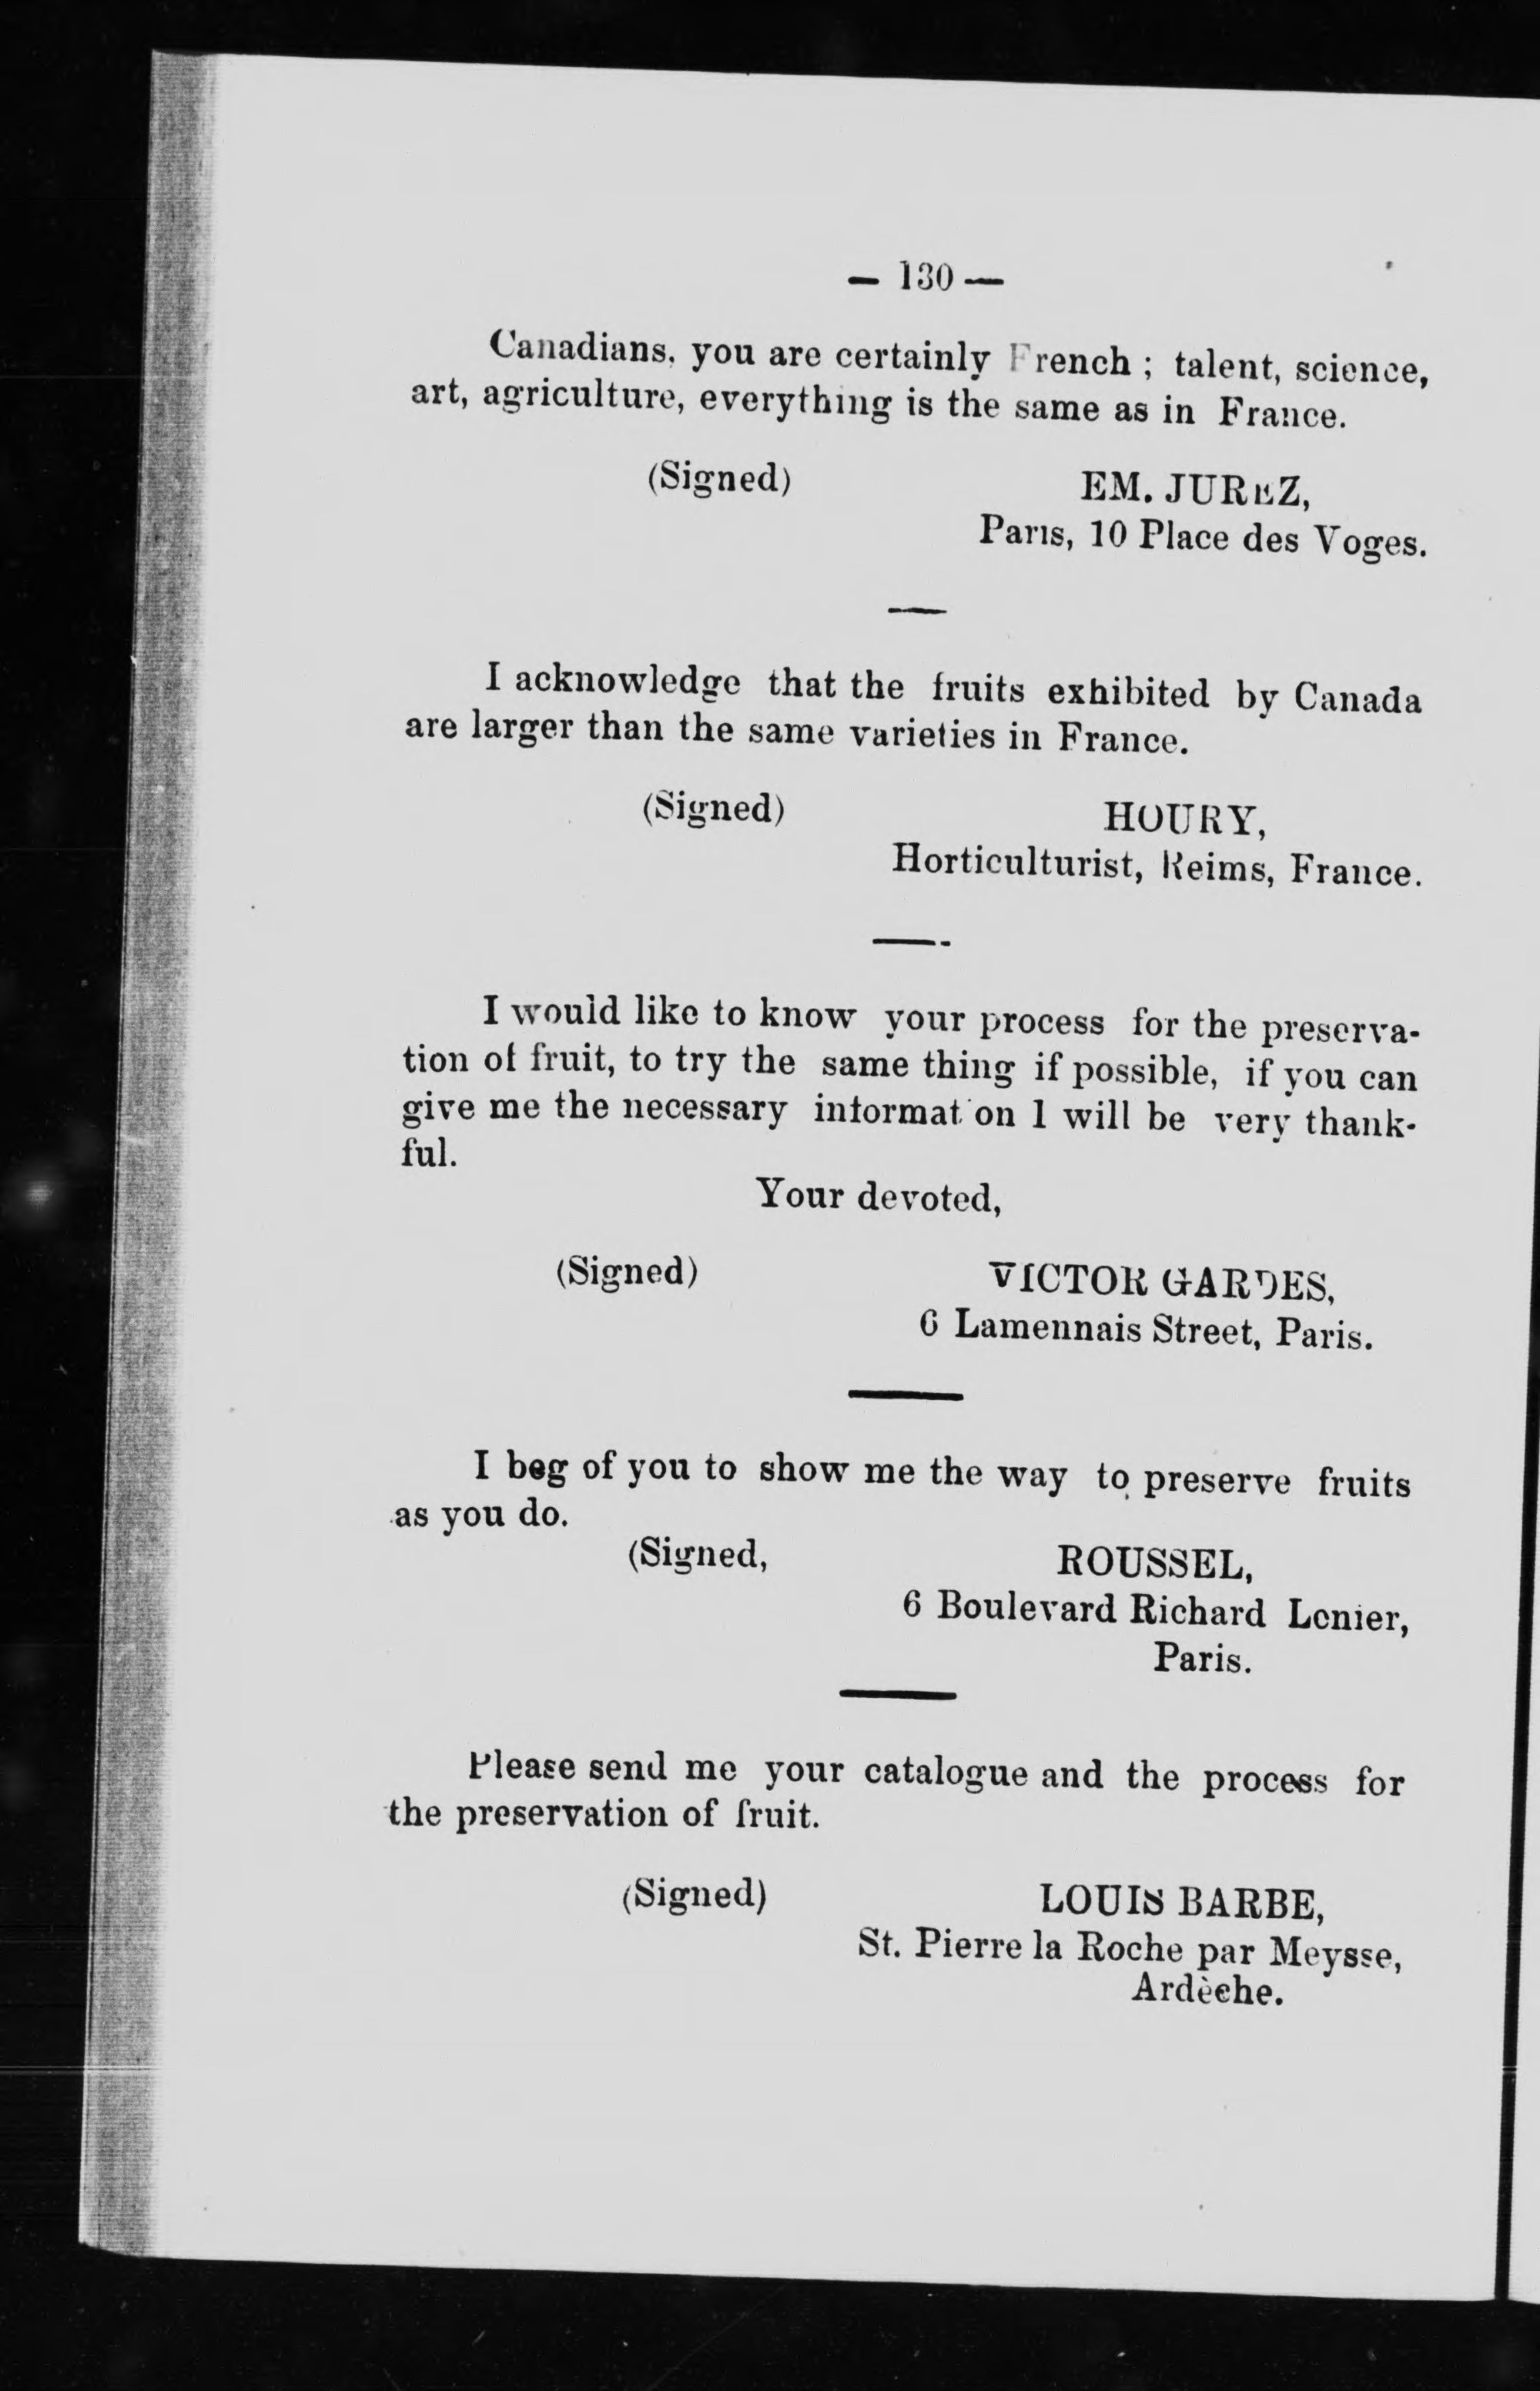 — 130 —
Canadians, you are certainly French ; talent, science,
art, agriculture, everything is the same as in France.
(Signed) EM. JUREZ,
Paris, 10 Place des Voges.
I acknowledge that the fruits exhibited by Canada
are larger than the same varieties in France.
(Signed) HOURY,
Horticulturist, Reims, France.
I would like to know your process for the preserva-
tion of fruit, to try the same thing if possible, if you can
give me the necessary information I will be very thank-
ful.
Your devoted,
(Signed) VICTOR GARDES,
6 Lamennais Street, Paris.
I beg of you to show me the way to preserve fruits
as you do.
(Signed, ROUSSEL,
6 Boulevard Richard Lenier,
Paris.
Please send me your catalogue and the process for
the preservation of fruit.
(Signed) LOUIS BARBE,
St. Pierre la Roche par Meysse,
Ardèche.